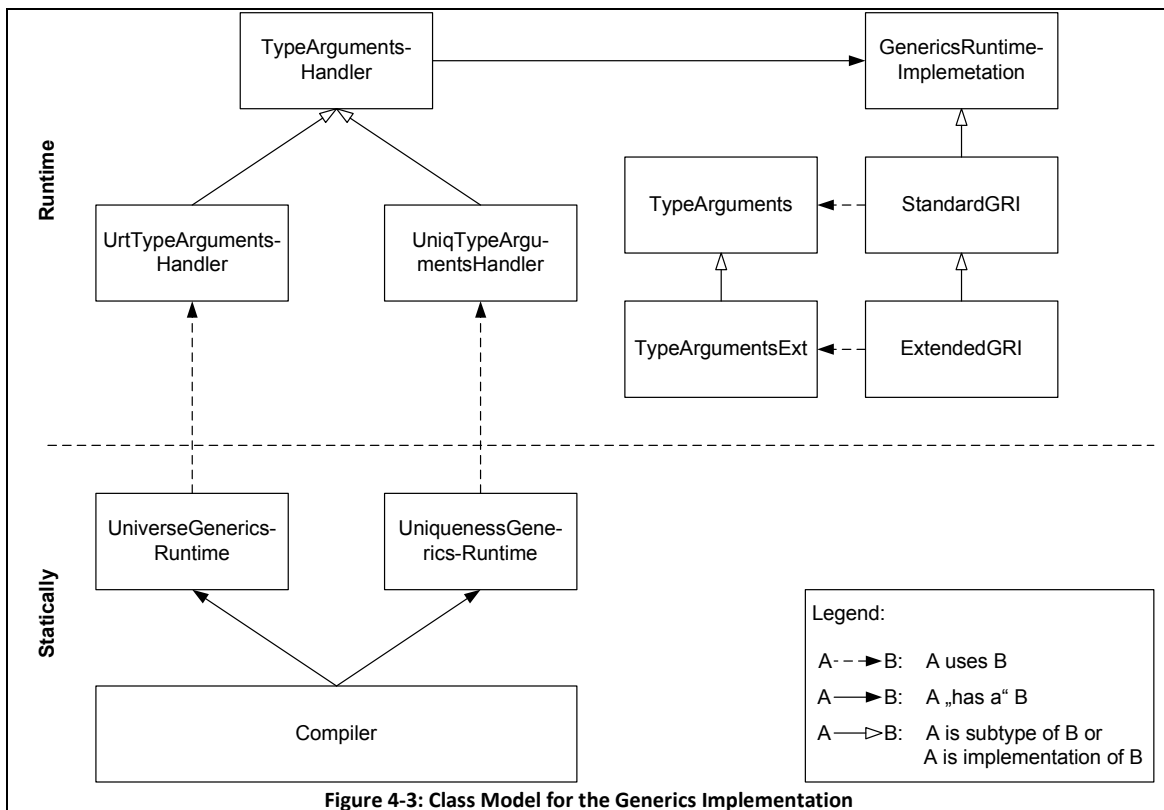 TypeArguments-
Handler
GenericsRuntime-
Implemetation
Runtime
UrtTypeArguments-
Handler
UniqTypeArgu-
mentsHandler
TypeArguments
StandardGRI
TypeArgumentsExt
ExtendedGRI
Statically
UniverseGenerics-
Runtime
UniquenessGene-
rics-Runtime
Compiler
Legend:
A B: A uses B
A B: A „has a“ B
A B: A is subtype of B or
A is implementation of B
Figure 4-3: Class Model for the Generics Implementation